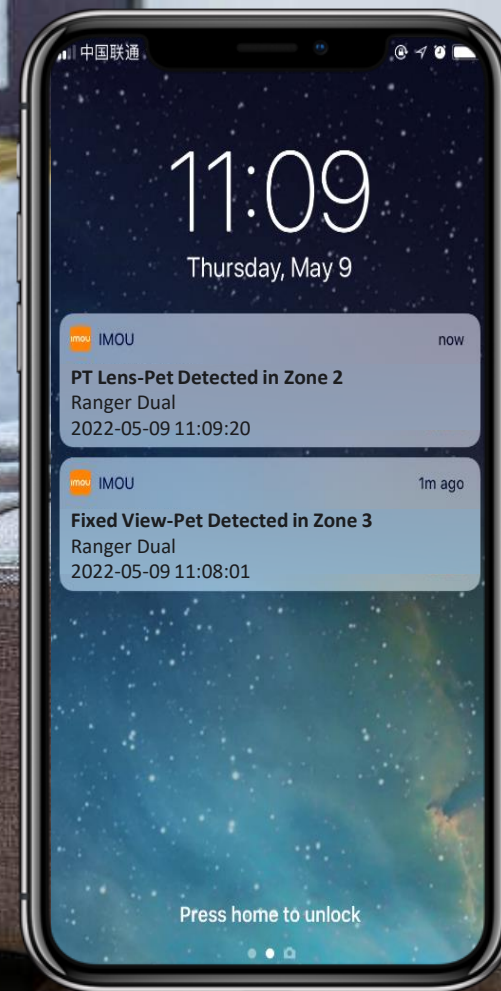 中国联通
11:09
Thursday, May 9
imou IMOU now
PT Lens-Pet Detected in Zone 2
Ranger Dual
2022-05-09 11:09:20
imou IMOU 1m ago
Fixed View-Pet Detected in Zone 3
Ranger Dual
2022-05-09 11:08:01
Press home to unlock